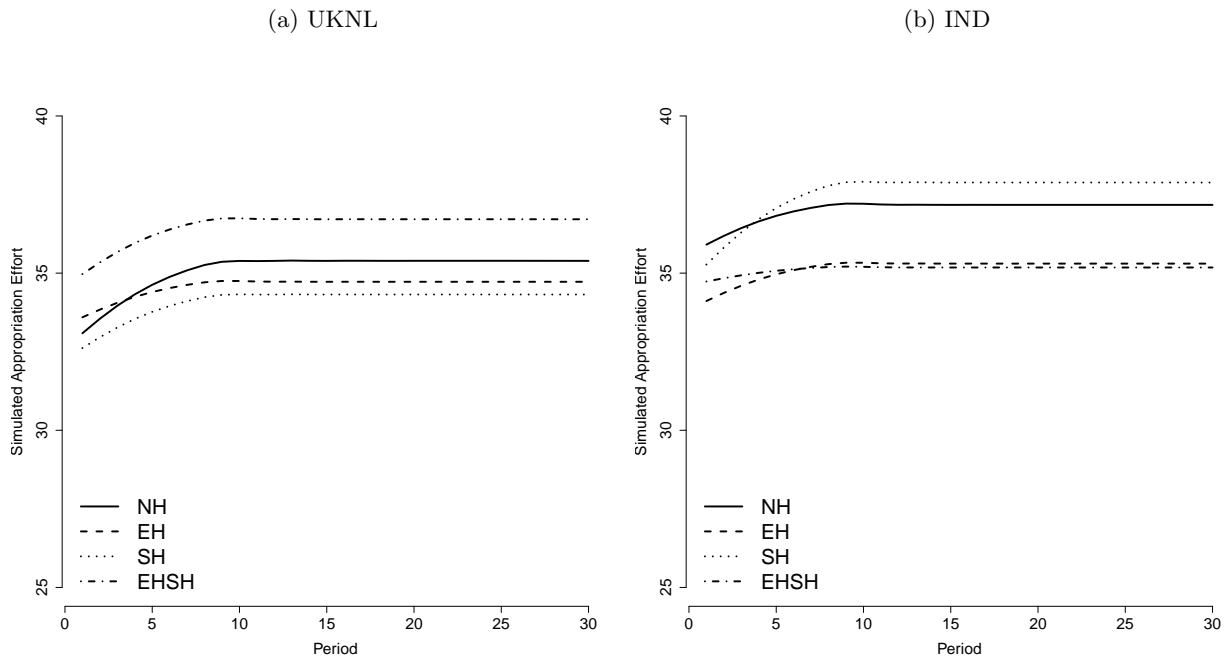 (a) UKNL
Simulated Appropriation Effort
40
35
30
25
NH
EH
SH
EHSH
0 5 10 15 20 25 30
Period
(b) IND
Simulated Appropriation Effort
40
35
30
25
NH
EH
SH
EHSH
0 5 10 15 20 25 30
Period